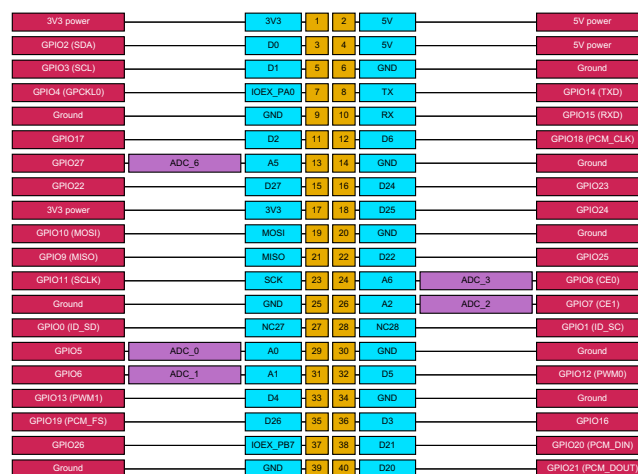 3V3 power 3V3 1 2 5V 5V power
GPIO2 (SDA) D0 3 4 5V 5V power
GPIO3 (SCL) D1 5 6 GND Ground
GPIO4 (GPCKL0) IOEX_PA0 7 8 TX GPIO14 (TXD)
Ground GND 9 10 RX GPIO15 (RXD)
GPIO17 D2 11 12 D6 GPIO18 (PCM_CLK)
GPIO27 ADC_6 A5 13 14 GND Ground
GPIO22 D27 15 16 D24 GPIO23
3V3 power 3V3 17 18 D25 GPIO24
GPIO10 (MOSI) MOSI 19 20 GND Ground
GPIO9 (MISO) MISO 21 22 D22 GPIO25
GPIO11 (SCLK) SCK 23 24 A6 ADC_3 GPIO8 (CE0)
Ground GND 25 26 A2 ADC_2 GPIO7 (CE1)
GPIO0 (ID_SD) NC27 27 28 NC28 GPIO1 (ID_SC)
GPIO5 ADC_0 A0 29 30 GND Ground
GPIO6 ADC_1 A1 31 32 D5 GPIO12 (PWM0)
GPIO13 (PWM1) D4 33 34 GND Ground
GPIO19 (PCM_FS) D26 35 36 D3 GPIO16
GPIO26 IOEX_PB7 37 38 D21 GPIO20 (PCM_DIN)
Ground GND 39 40 D20 GPIO21 (PCM_DOUT)